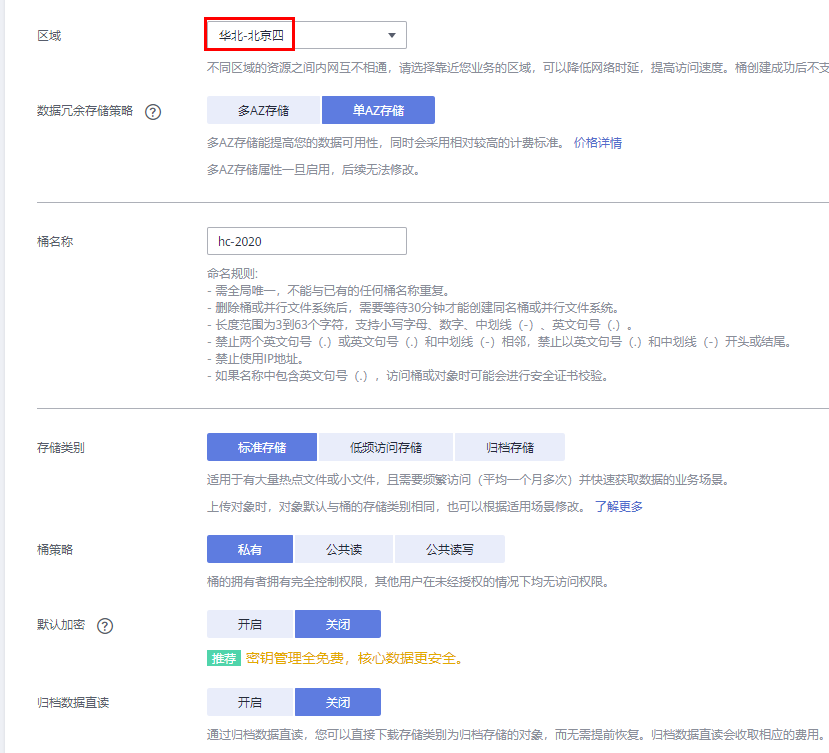 区域
华北-北京四
不同区域的资源之间内网互不相通，请选择靠近您业务的区域，可以降低网络时延，提高访问速度。桶创建成功后不支
数据冗余存储策略 ?
多AZ存储 单AZ存储
多AZ存储能提高您的数据可用性，同时会采用相对较高的计费标准。 价格详情
多AZ存储属性一旦启用，后续无法修改。
桶名称
hc-2020
命名规则:
- 需全局唯一，不能与已有的任何桶名称重复。
- 删除桶或并行文件系统后，需要等待30分钟才能创建同名桶或并行文件系统。
- 长度范围为3到63个字符，支持小写字母、数字、中划线（-）、英文句号（.）。
- 禁止两个英文句号（.）或英文句号（.）和中划线（-）相邻，禁止以英文句号（.）和中划线（-）开头或结尾。
- 禁止使用IP地址。
- 如果名称中包含英文句号（.），访问桶或对象时可能会进行安全证书校验。
存储类别
标准存储 低频访问存储 归档存储
适用于有大量热点文件或小文件，且需要频繁访问（平均一个月多次）并快速获取数据的业务场景。
上传对象时，对象默认与桶的存储类别相同，也可以根据适用场景修改。 了解更多
桶策略
私有 公共读 公共读写
桶的拥有者拥有完全控制权限，其他用户在未经授权的情况下均无访问权限。
默认加密 ?
开启 关闭
推荐 密钥管理全免费，核心数据更安全。
归档数据直读
开启 关闭
通过归档数据直读，您可以直接下载存储类别为归档存储的对象，而无需提前恢复。归档数据直读会收取相应的费用。